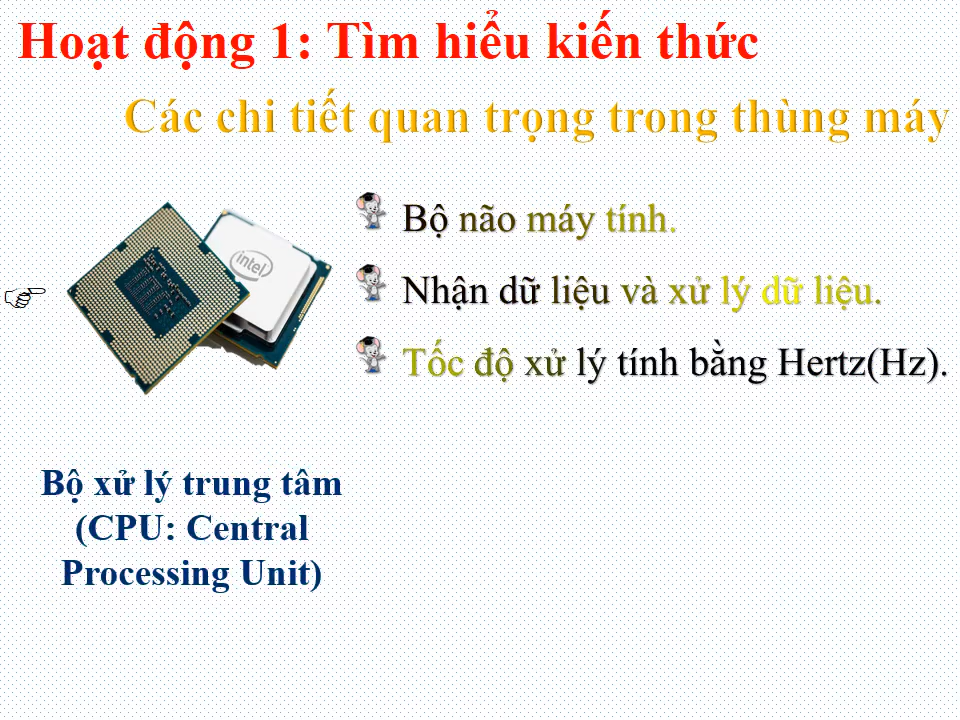 Hoạt động 1: Tìm hiểu kiến thức
Các chi tiết quan trọng trong thùng máy
Bộ não máy tính.
Nhận dữ liệu và xử lý dữ liệu.
Tốc độ xử lý tính bằng Hertz(Hz).
intel
Bộ xử lý trung tâm
(CPU: Central
Processing Unit)